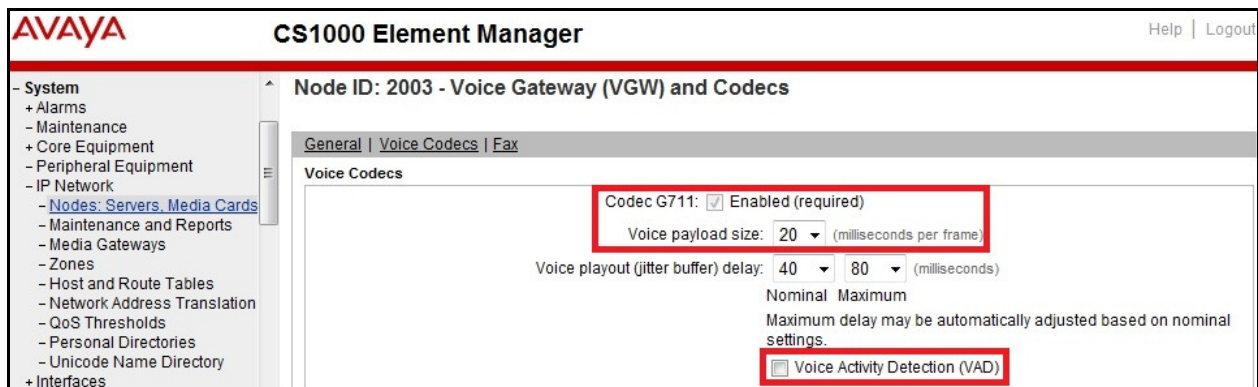 AVAYA
CS1000 Element Manager
Help | Logout
– System
+ Alarms
– Maintenance
+ Core Equipment
– Peripheral Equipment
– IP Network
– Nodes: Servers, Media Cards
– Maintenance and Reports
– Media Gateways
– Zones
– Host and Route Tables
– Network Address Translation
– QoS Thresholds
– Personal Directories
– Unicode Name Directory
+ Interfaces
Node ID: 2003 - Voice Gateway (VGW) and Codecs
General | Voice Codecs | Fax
Voice Codecs
Codec G711: Enabled (required)
Voice payload size: 20 (milliseconds per frame)
Voice playout (jitter buffer) delay: 40 80 (milliseconds)
Nominal Maximum
Maximum delay may be automatically adjusted based on nominal
settings.
Voice Activity Detection (VAD)